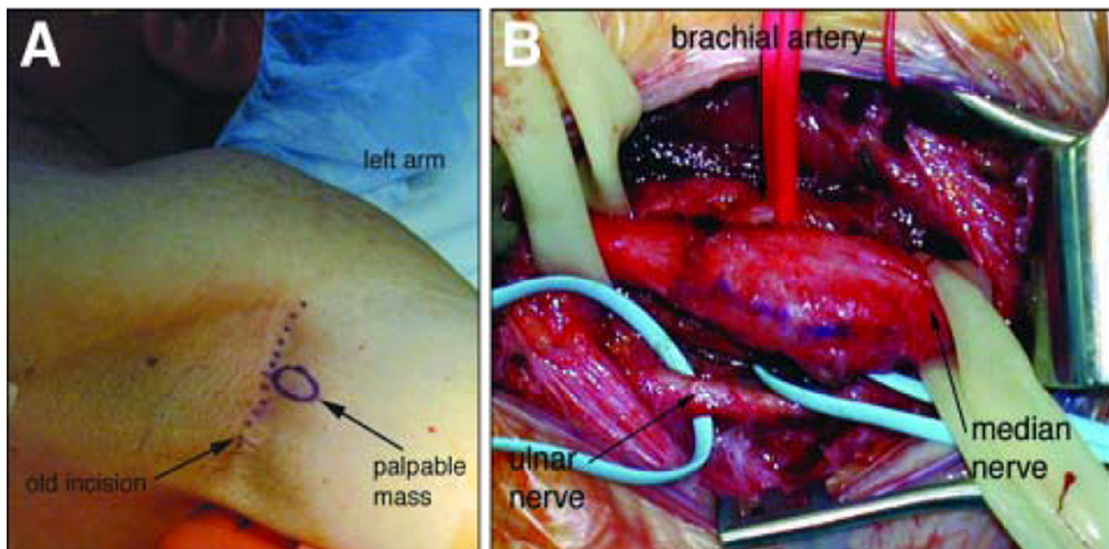 A
left arm
old incision
palpable
mass
B
brachial artery
ulnar
nerve
median
nerve